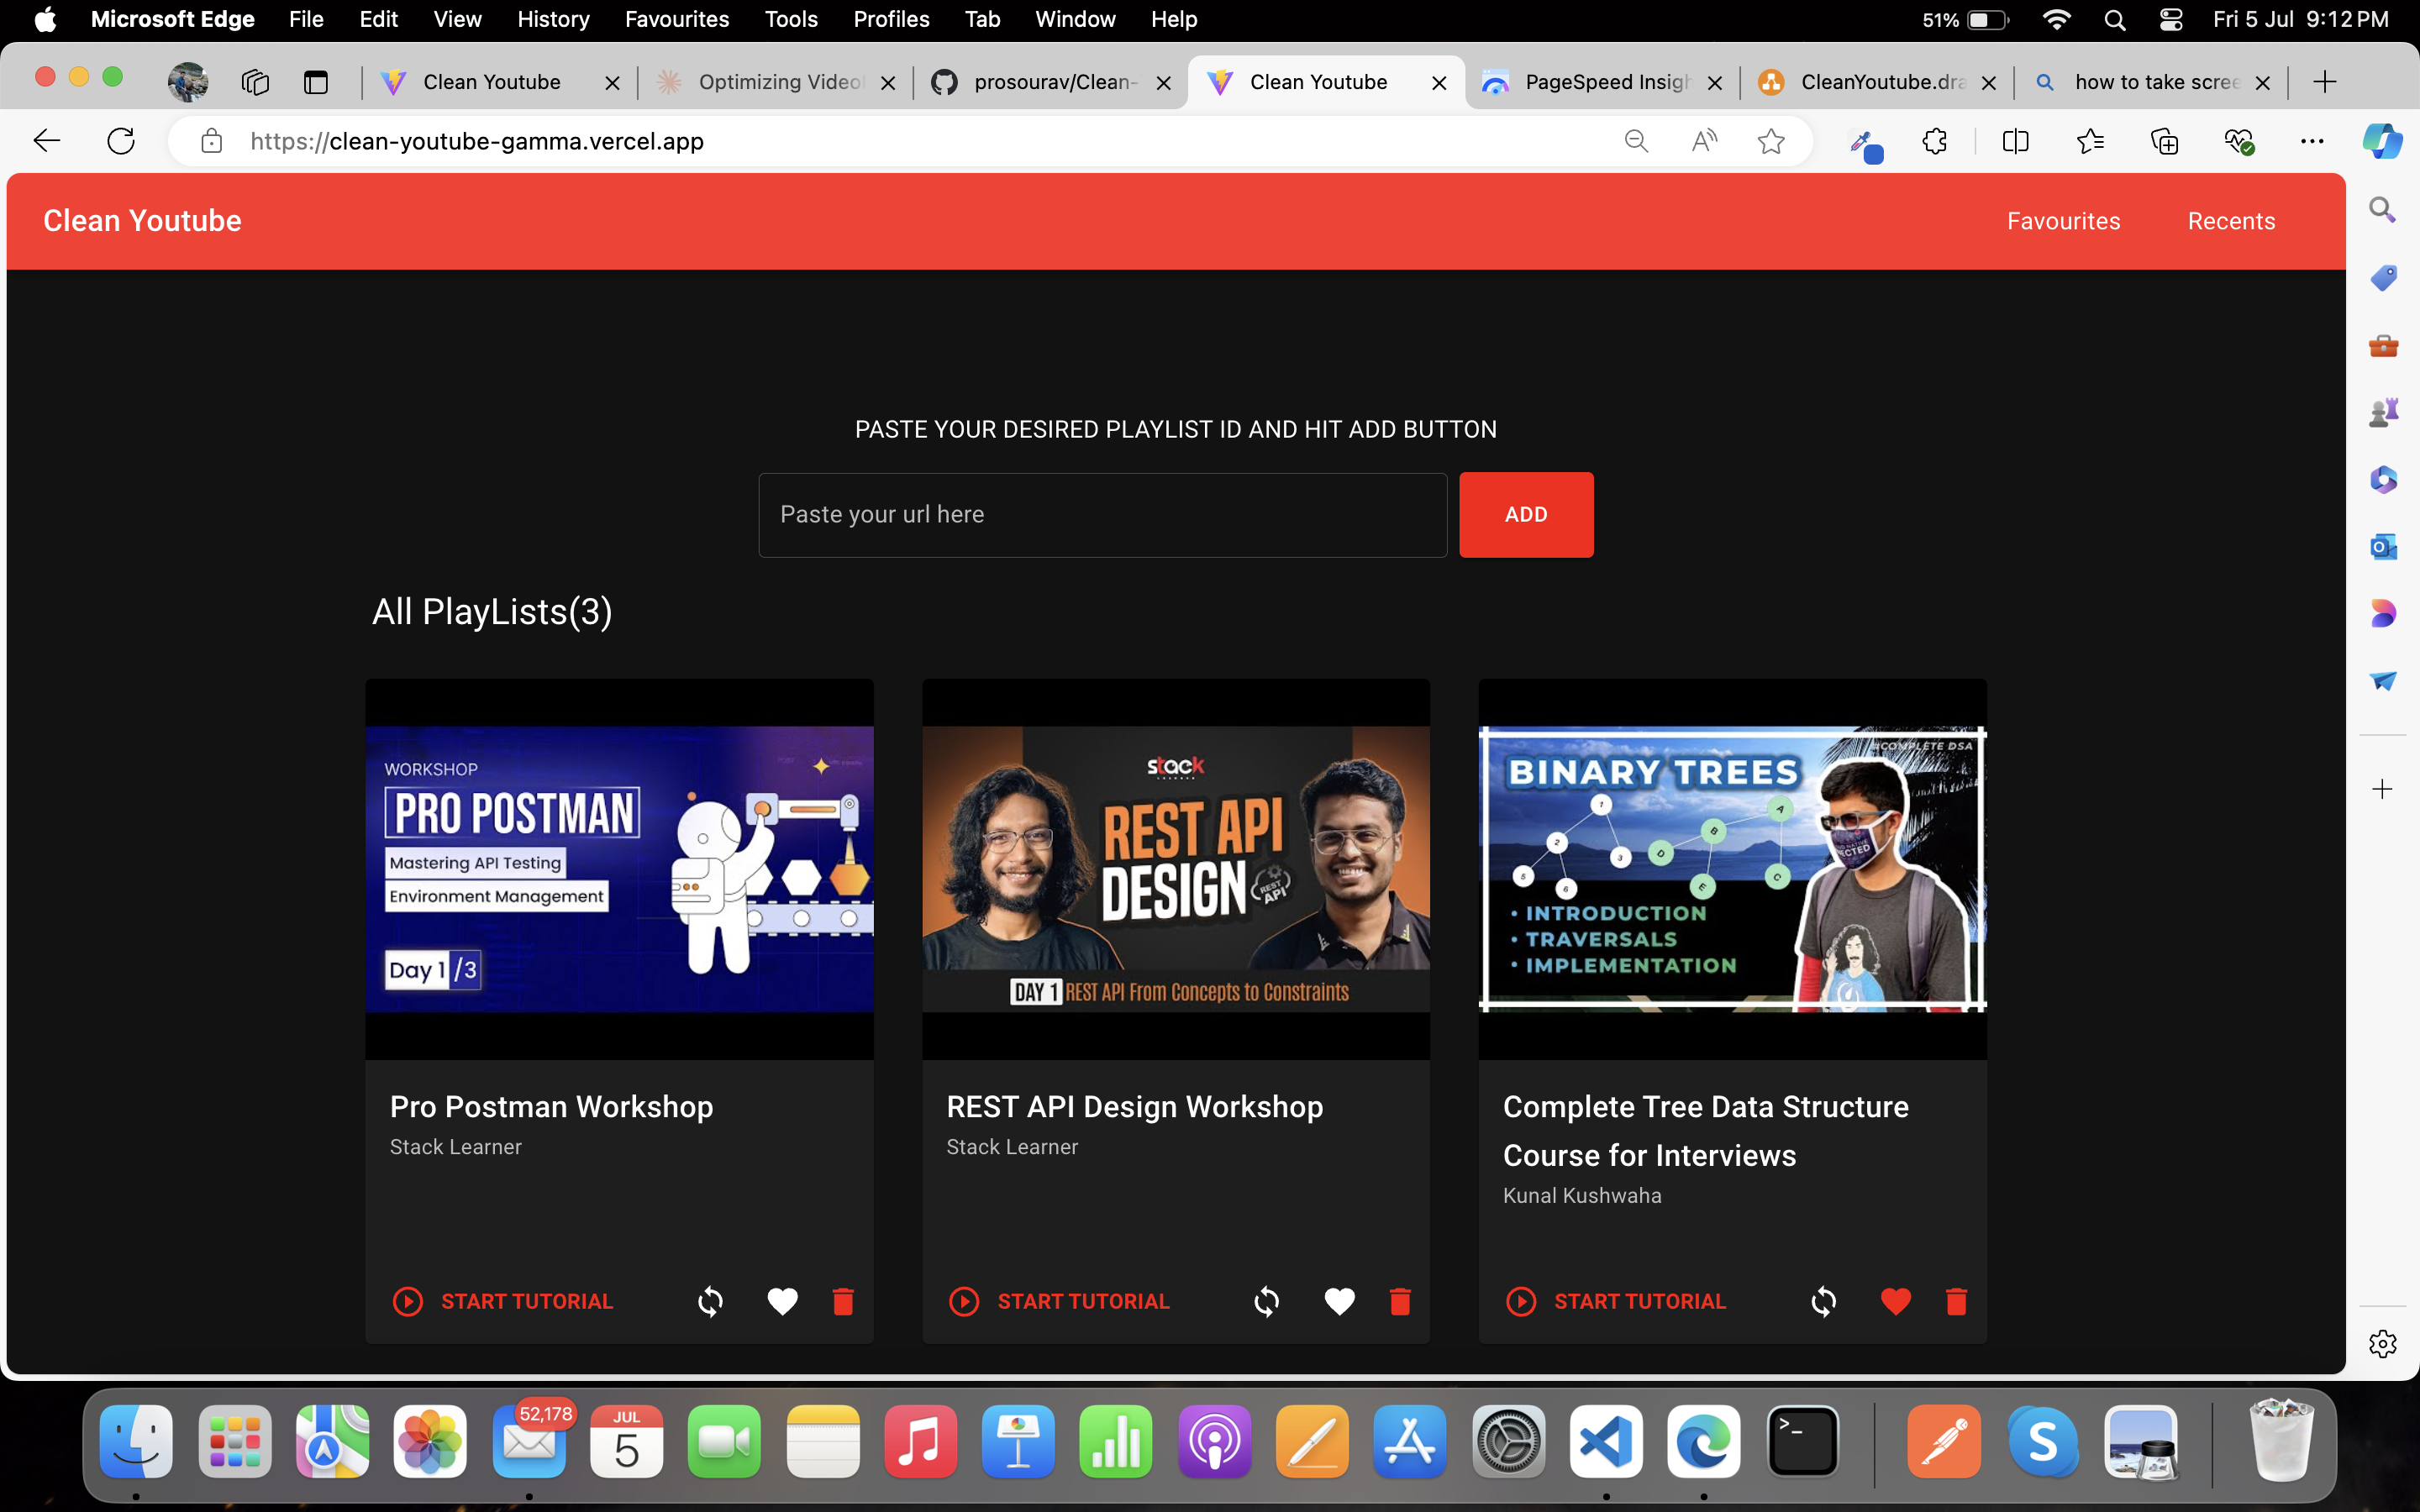 Microsoft Edge File Edit View History Favourites Tools Profiles Tab Window Help 51% Fri 5 Jul 9:12 PM
Clean Youtube Optimizing Video prosourav/Clean- Clean Youtube PageSpeed Insigh CleanYoutube.dra how to take scree
https://clean-youtube-gamma.vercel.app
Clean Youtube Favourites Recents
PASTE YOUR DESIRED PLAYLIST ID AND HIT ADD BUTTON
Paste your url here ADD
All PlayLists(3)
WORKSHOP
PRO POSTMAN
Mastering API Testing
Environment Management
Day 1 /3
stack
REST API
DESIGN
REST API
DAY 1 REST API From Concepts to Constraints
COMPLETE DSA
BINARY TREES
1
2
3
5
6
A
B
D
E
C
• INTRODUCTION
• TRAVERSALS
• IMPLEMENTATION
Pro Postman Workshop
Stack Learner
START TUTORIAL
REST API Design Workshop
Stack Learner
START TUTORIAL
Complete Tree Data Structure
Course for Interviews
Kunal Kushwaha
START TUTORIAL
52,178
JUL
5